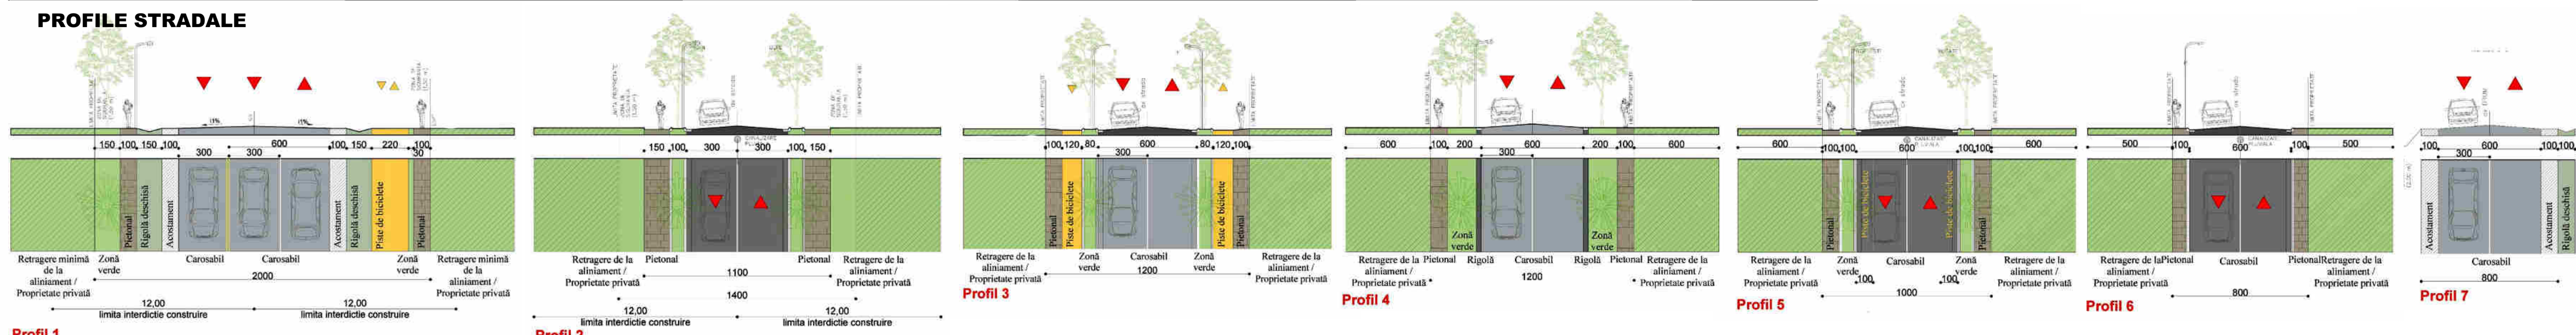 PROFILE STRADALE
150 100 150 100 600 100 150 220 100
300 300 30
Pietonal
Rigolă deschisă
Acostament
Acostament
Rigolă deschisă
Piste de biciclete
Pietonal
Retragere minimă de la aliniament / Proprietate privată
Zonă verde
Carosabil
Carosabil
Zonă verde
Retragere minimă de la aliniament / Proprietate privată
2000
12,00 12,00
limita interdictie construire limita interdictie construire
Profil 1
150 100 300 300 100 150
Retragere de la aliniament / Proprietate privată
Pietonal
Pietonal
Retragere de la aliniament / Proprietate privată
1100
1400
12,00 12,00
limita interdictie construire limita interdictie construire
Profil 2
100 120 80 600 80 120 100
300
Pietonal
Piste de biciclete
Piste de biciclete
Pietonal
Retragere de la aliniament / Proprietate privată
Zonă verde
Carosabil
Zonă verde
Retragere de la aliniament / Proprietate privată
1200
Profil 3
600 100 200 600 200 100 600
300
Zonă verde
Zonă verde
Retragere de la aliniament / Proprietate privată
Pietonal
Rigolă
Carosabil
Rigolă
Pietonal
Retragere de la aliniament / Proprietate privată
1200
Profil 4
600 100 100 600 100 100 600
Pietonal
Piste de biciclete
Piste de biciclete
Pietonal
Retragere de la aliniament / Proprietate privată
Zonă verde
Carosabil
Zonă verde
Retragere de la aliniament / Proprietate privată
100 100
1000
Profil 5
500 100 600 100 500
Retragere de la aliniament / Proprietate privată
Pietonal
Carosabil
Pietonal
Retragere de la aliniament / Proprietate privată
800
Profil 6
100 600 100 100
300
Acostament
Acostament
Rigolă deschisă
Carosabil
800
Profil 7